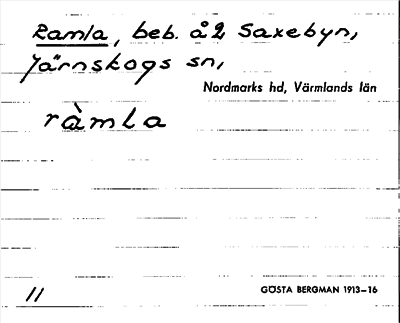 Ramla, beb. å 2 Saxebyn,
Järnskogs sn,
Nordmarks hd, Värmlands län
ràmla
11
GÖSTA BERGMAN 1913–16